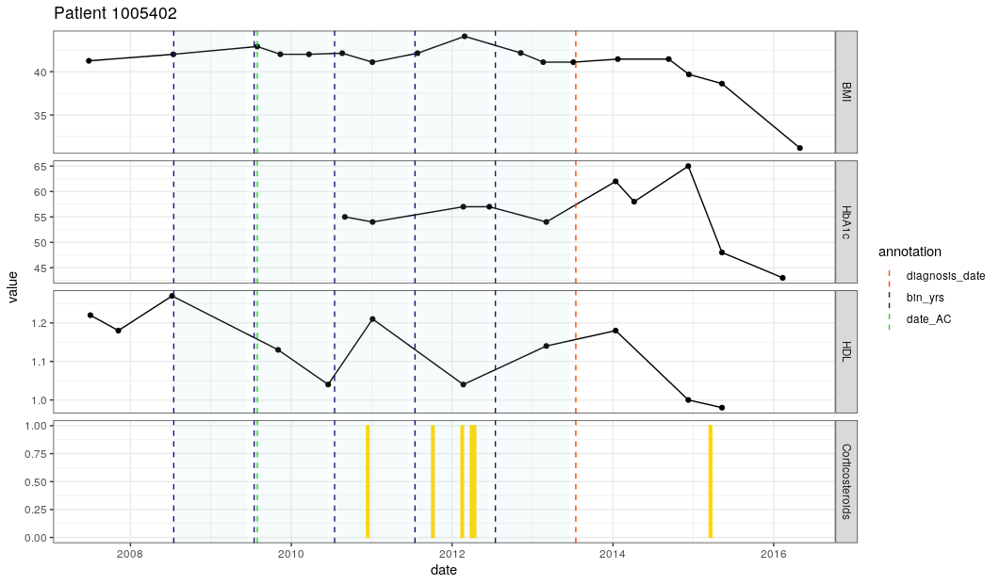 Patient 1005402
40
35
BMI
65
60
55
50
45
HbA1c
1.2
1.1
1.0
HDL
1.00
0.75
0.50
0.25
0.00
Corticosteroids
value
2008
2010
2012
2014
2016
date
annotation
diagnosis_date
bin_yrs
date_AC